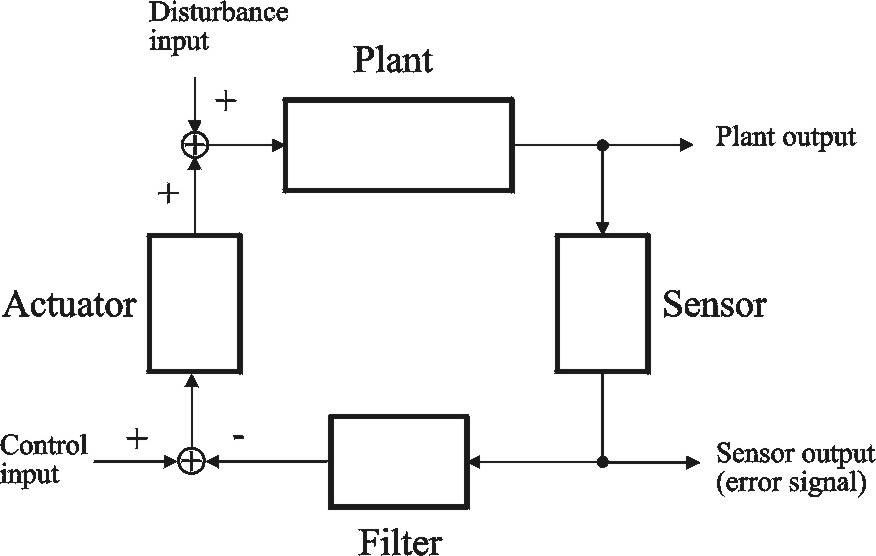 Disturbance
input
Plant
+
Plant output
+
Actuator
Sensor
Control
input
+
-
Sensor output
(error signal)
Filter